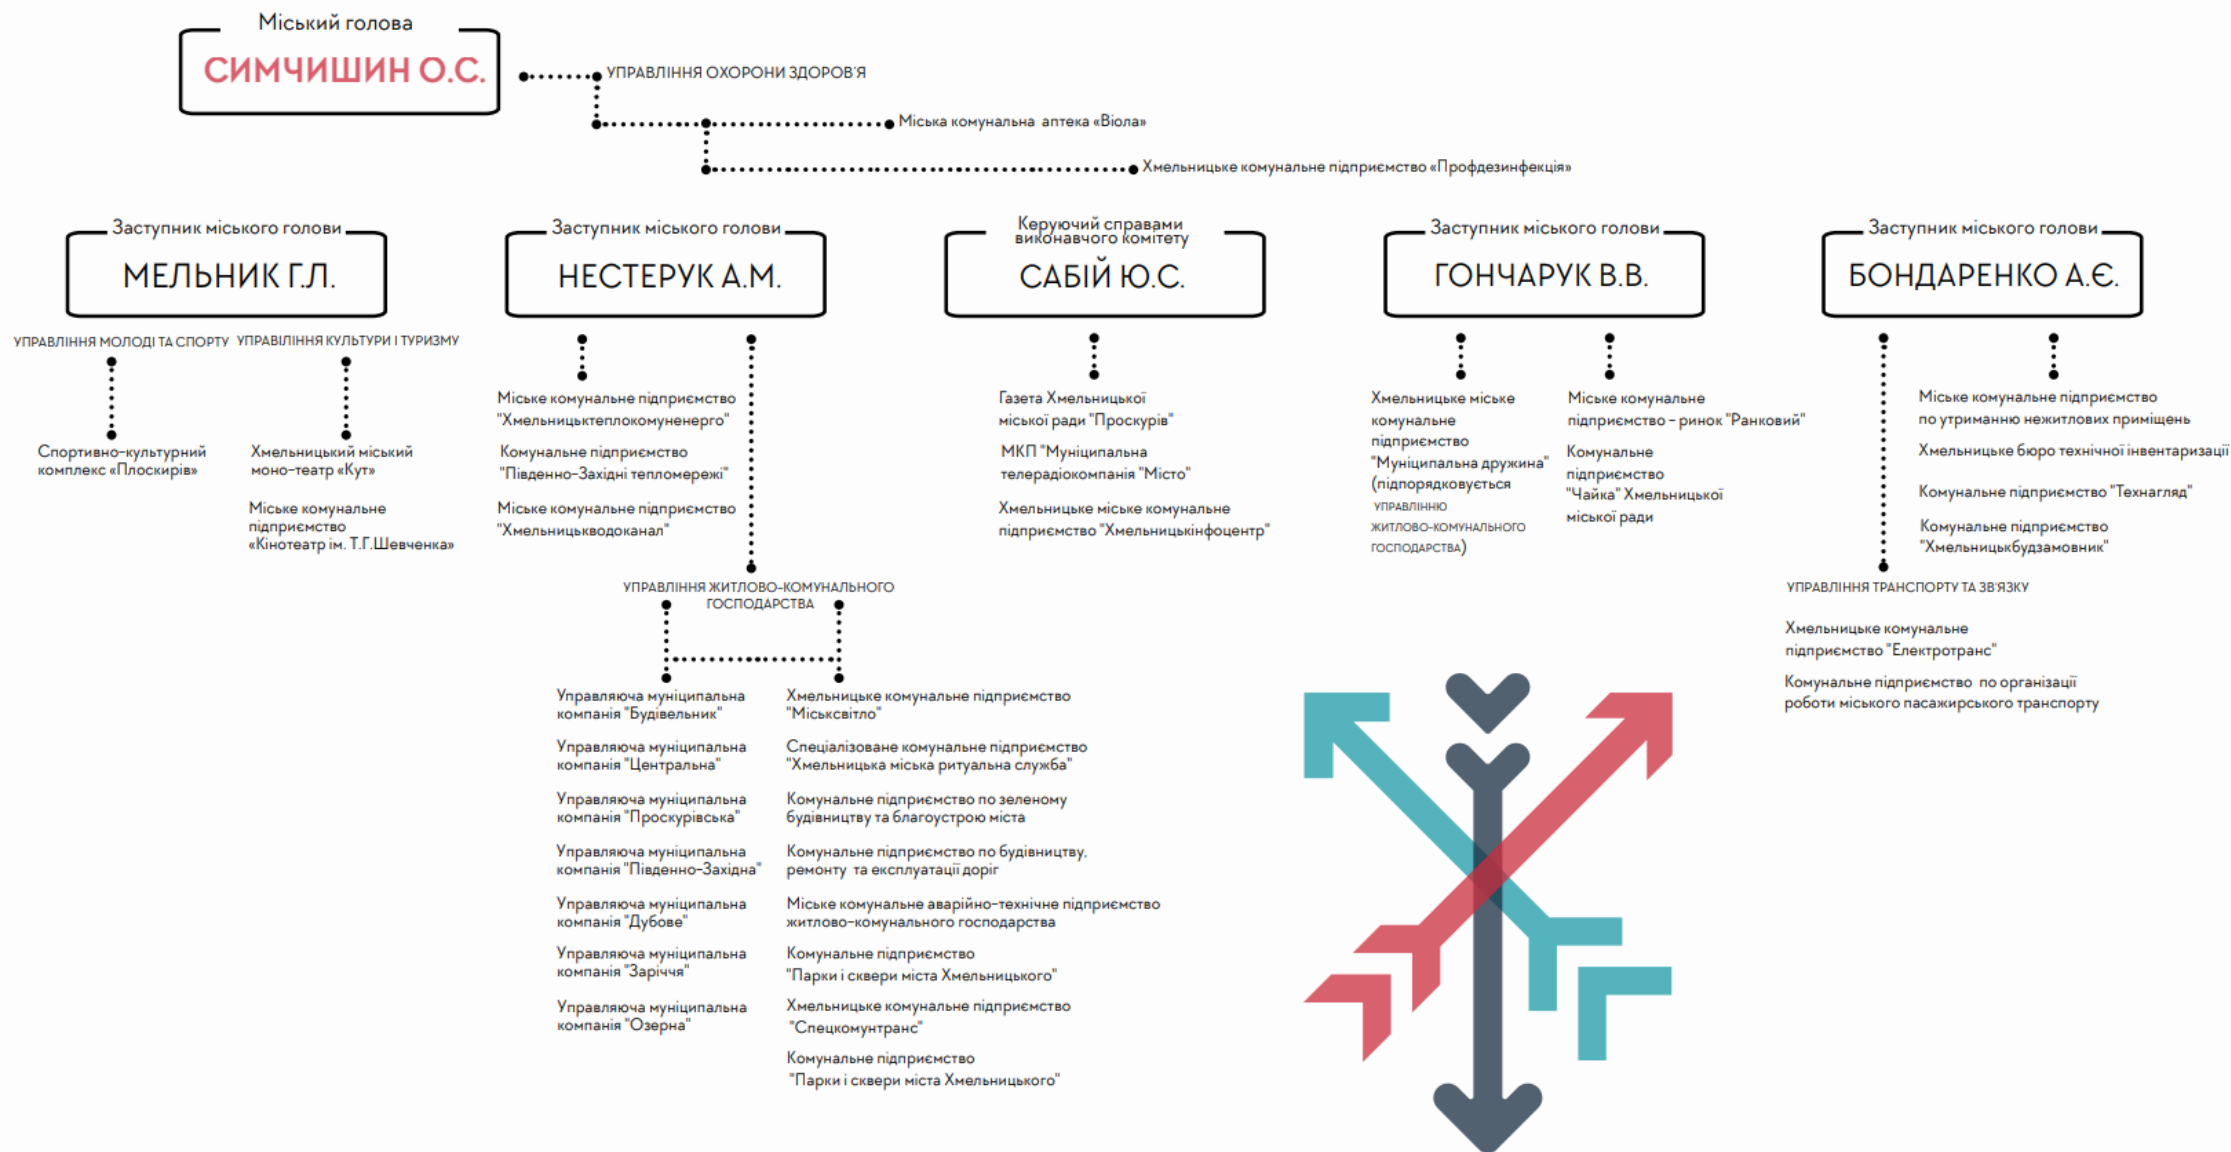 Міський голова
СИМЧИШИН О.С.
УПРАВЛІННЯ ОХОРОНИ ЗДОРОВ'Я
Міська комунальна аптека «Віола»
Хмельницьке комунальне підприємство «Профдезинфекція»
Заступник міського голови
МЕЛЬНИК Г.Л.
УПРАВЛІННЯ МОЛОДІ ТА СПОРТУ
Спортивно-культурний
комплекс «Плоскирів»
УПРАВІЛІННЯ КУЛЬТУРИ І ТУРИЗМУ
Хмельницький міський
моно-театр «Кут»
Міське комунальне
підприємство
«Кінотеатр ім. Т.Г.Шевченка»
Заступник міського голови
НЕСТЕРУК А.М.
Міське комунальне підприємство
"Хмельницьктеплокомуненерго"
Комунальне підприємство
"Південно-Західні тепломережі"
Міське комунальне підприємство
"Хмельницькводоканал"
УПРАВЛІННЯ ЖИТЛОВО-КОМУНАЛЬНОГО
ГОСПОДАРСТВА
Управляюча муніципальна
компанія "Будівельник"
Управляюча муніципальна
компанія "Центральна"
Управляюча муніципальна
компанія "Проскурівська"
Управляюча муніципальна
компанія "Південно-Західна"
Управляюча муніципальна
компанія "Дубове"
Управляюча муніципальна
компанія "Заріччя"
Управляюча муніципальна
компанія "Озерна"
Хмельницьке комунальне підприємство
"Міськсвітло"
Спеціалізоване комунальне підприємство
"Хмельницька міська ритуальна служба"
Комунальне підприємство по зеленому
будівництву та благоустрою міста
Комунальне підприємство по будівництву,
ремонту та експлуатації доріг
Міське комунальне аварійно-технічне підприємство
житлово-комунального господарства
Комунальне підприємство
"Парки і сквери міста Хмельницького"
Хмельницьке комунальне підприємство
"Спецкомунтранс"
Комунальне підприємство
"Парки і сквери міста Хмельницького"
Керуючий справами
виконавчого комітету
САБІЙ Ю.С.
Газета Хмельницької
міської ради "Проскурів"
МКП "Муніципальна
телерадіокомпанія "Місто"
Хмельницьке міське комунальне
підприємство "Хмельницькінфоцентр"
Заступник міського голови
ГОНЧАРУК В.В.
Хмельницьке міське
комунальне
підприємство
"Муніципальна дружина"
(підпорядковується
УПРАВЛІННЮ
ЖИТЛОВО-КОМУНАЛЬНОГО
ГОСПОДАРСТВА)
Міське комунальне
підприємство - ринок "Ранковий"
Комунальне
підприємство
"Чайка" Хмельницької
міської ради
Заступник міського голови
БОНДАРЕНКО А.Є.
Міське комунальне підприємство
по утриманню нежитлових приміщень
Хмельницьке бюро технічної інвентаризації
Комунальне підприємство "Технагляд"
Комунальне підприємство
"Хмельницькбудзамовник"
УПРАВЛІННЯ ТРАНСПОРТУ ТА ЗВ'ЯЗКУ
Хмельницьке комунальне
підприємство "Електротранс"
Комунальне підприємство по організації
роботи міського пасажирського транспорту